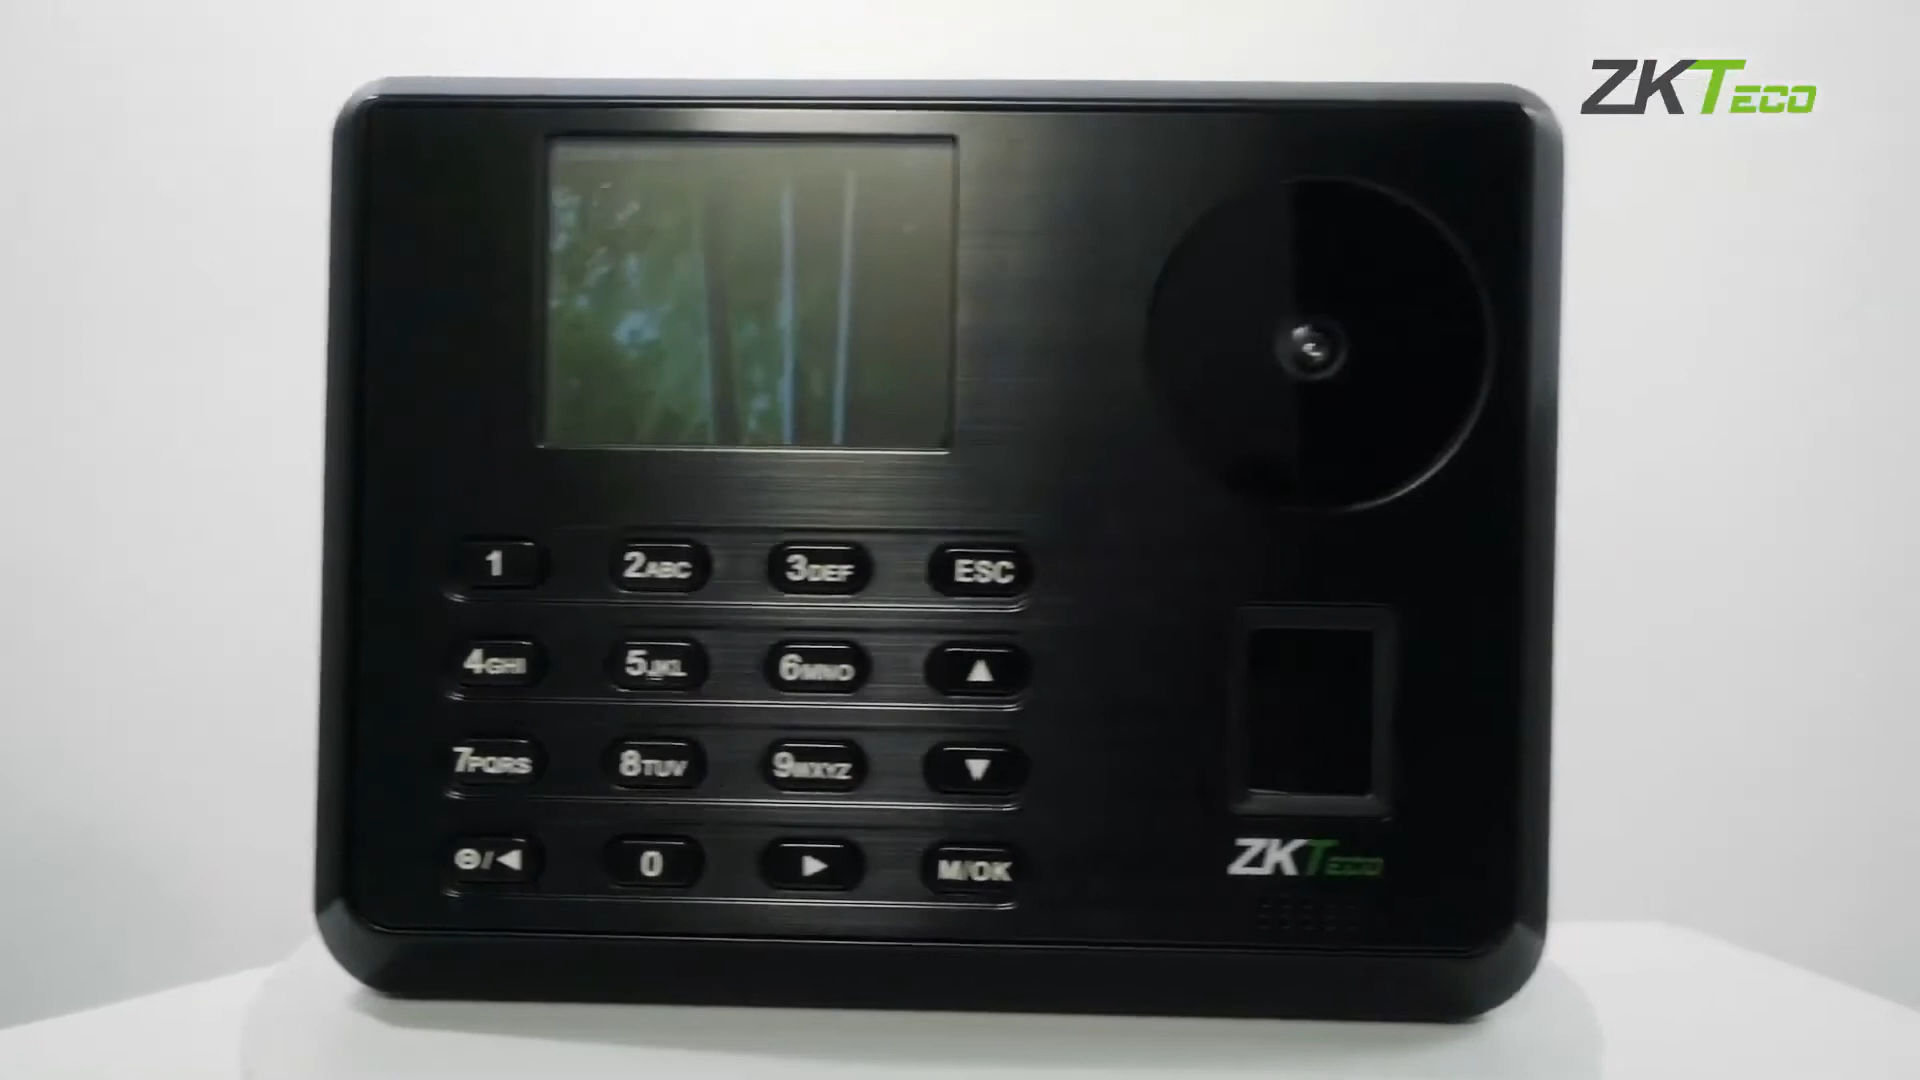 ZKTECO
1 2ABC 3DEF ESC
4GHI 5JKL 6MNO ▲
7PQRS 8TUV 9WXYZ ▼
⊙/◀ 0 ▶ M/OK
ZKTECO